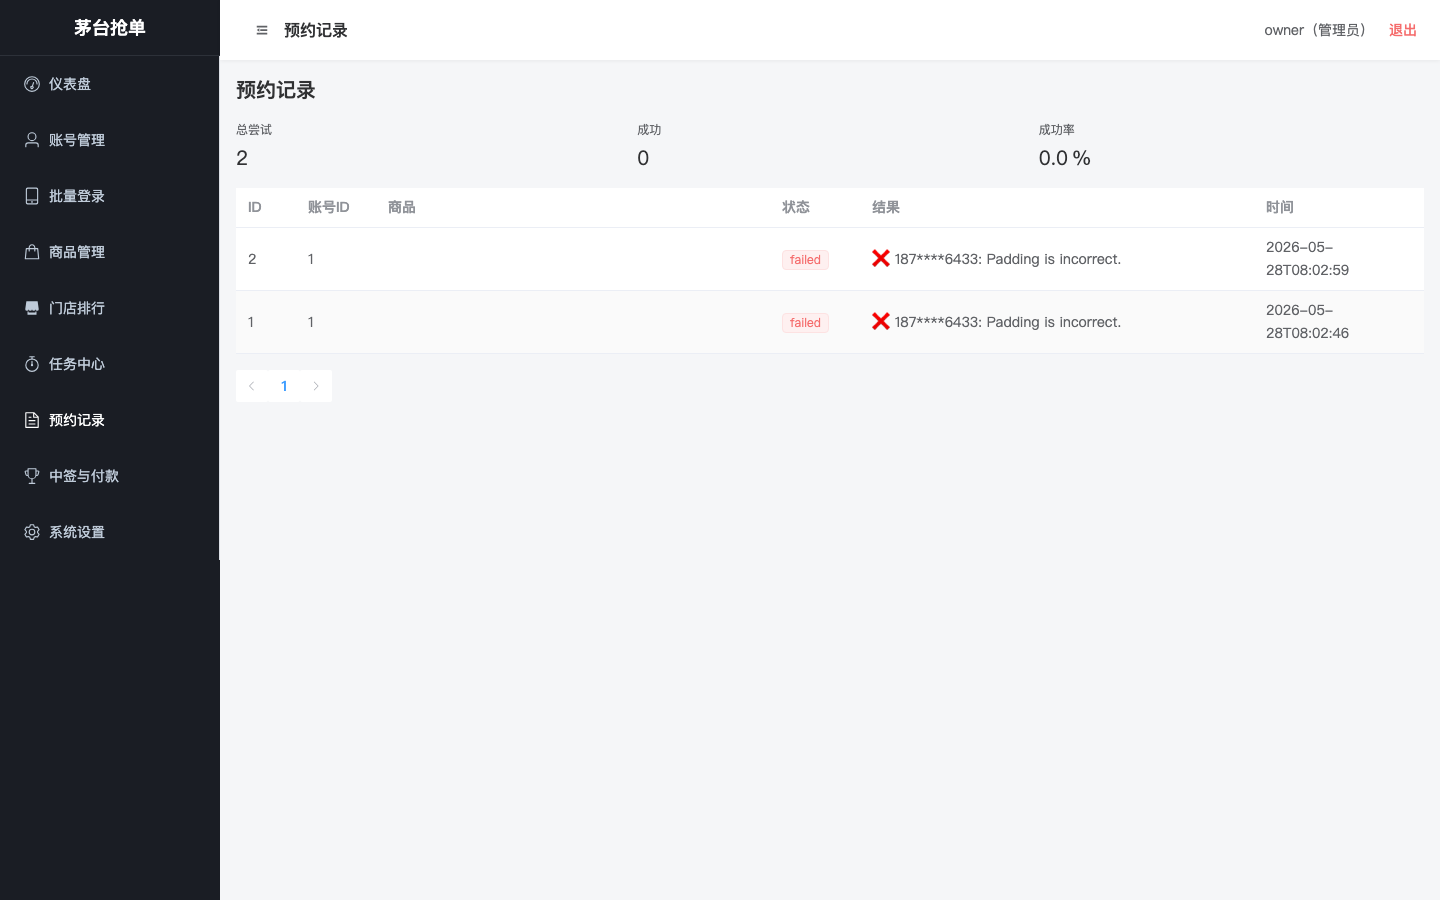 茅台抢单
预约记录
owner（管理员）
退出
仪表盘
账号管理
批量登录
商品管理
门店排行
任务中心
预约记录
中签与付款
系统设置
预约记录
总尝试
2
成功
0
成功率
0.0 %
ID 账号ID 商品 状态 结果 时间
2 1 failed ❌ 187****6433: Padding is incorrect. 2026-05-
28T08:02:59
1 1 failed ❌ 187****6433: Padding is incorrect. 2026-05-
28T08:02:46
1